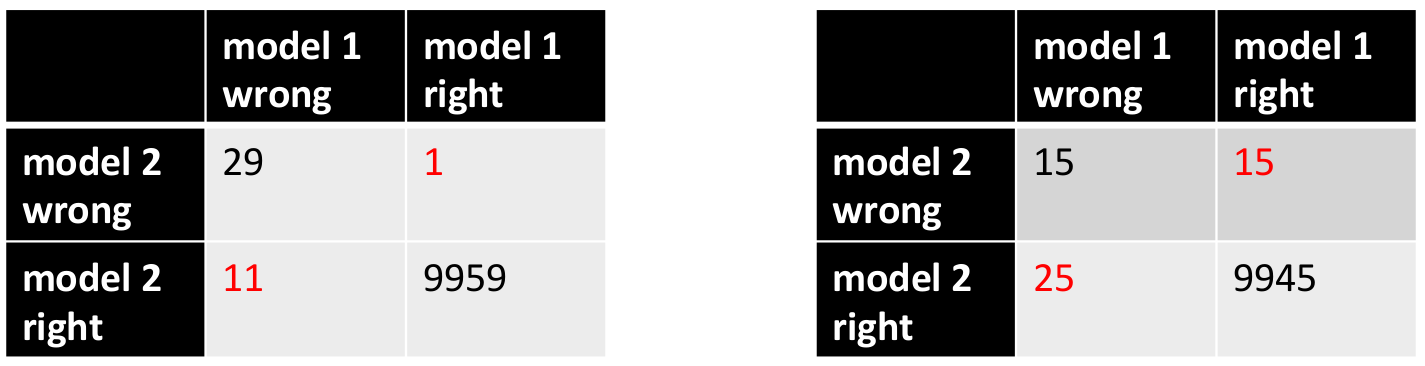 model 1 wrong
model 1 right
model 2 wrong
29
1
model 2 right
11
9959
model 1 wrong
model 1 right
model 2 wrong
15
15
model 2 right
25
9945